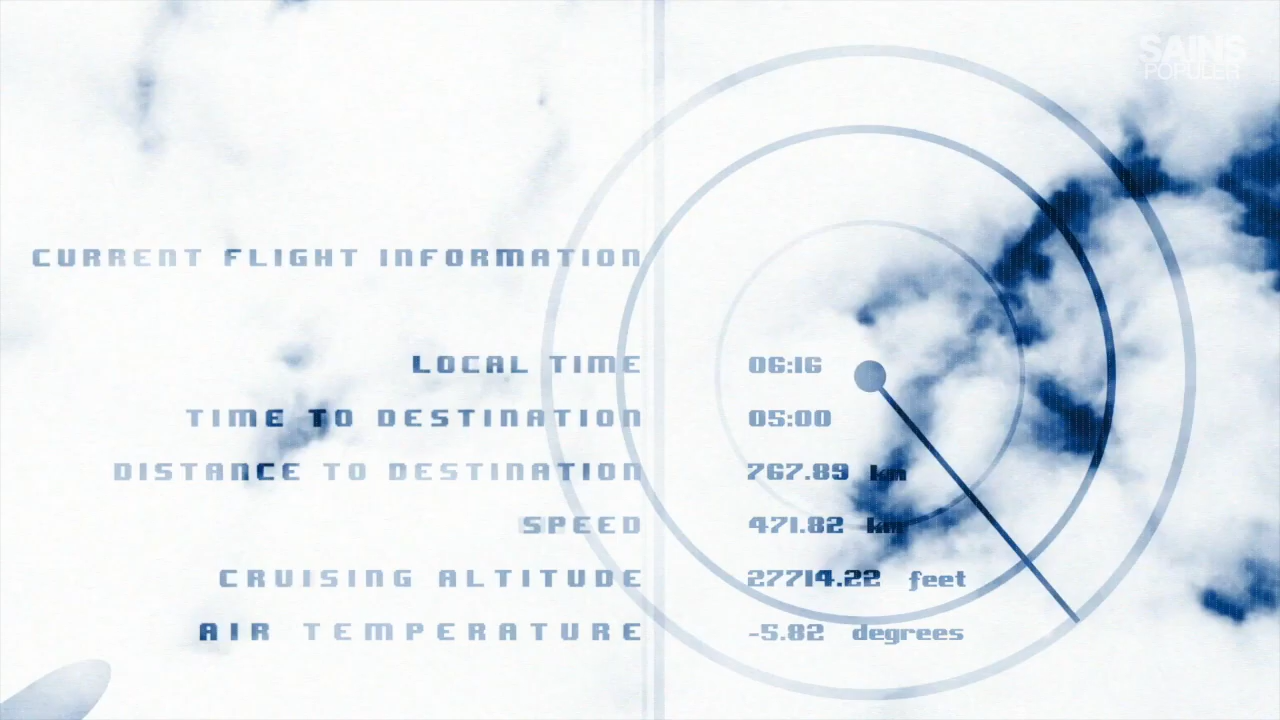 SAINS
POPULER
CURRENT FLIGHT INFORMATION
LOCAL TIME 06:16
TIME TO DESTINATION 05:00
DISTANCE TO DESTINATION 767.89 km
SPEED 471.82 km
CRUISING ALTITUDE 27714.22 feet
AIR TEMPERATURE -5.82 degrees